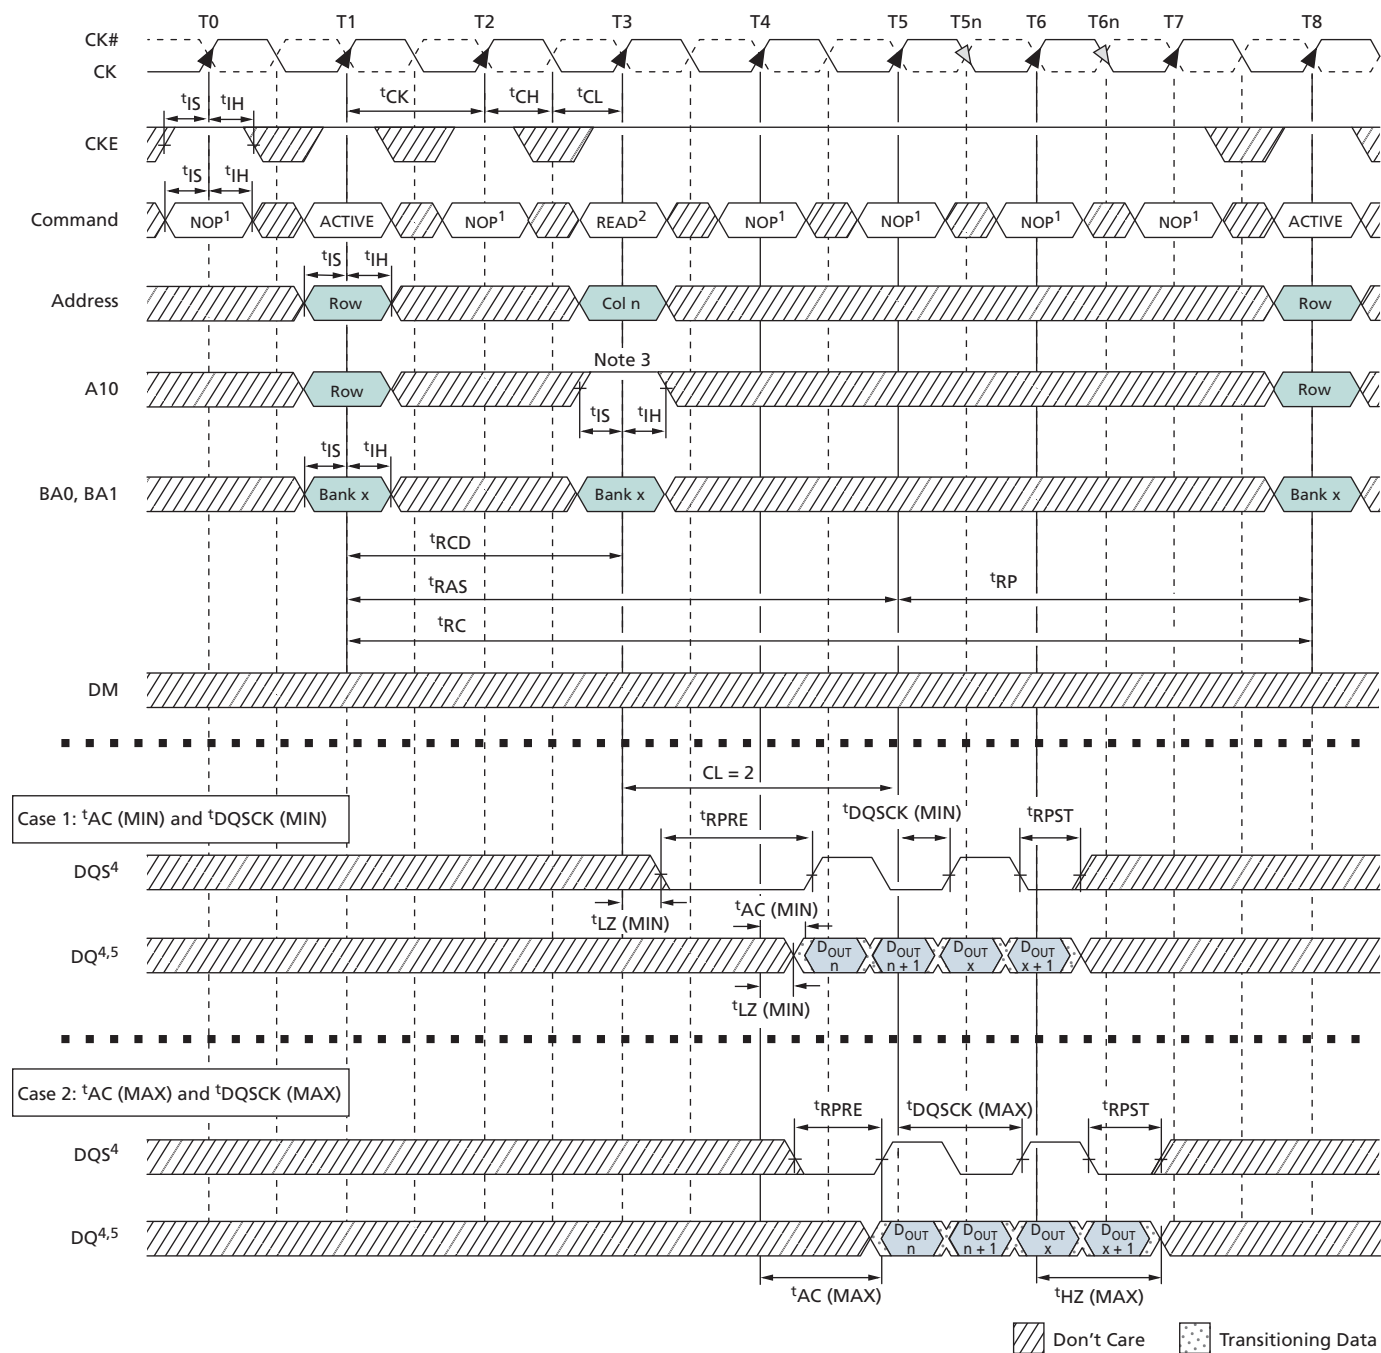 T0 T1 T2 T3 T4 T5 T5n T6 T6n T7 T8
CK#
CK
tCK tCH tCL
tIS tIH
CKE
tIS tIH
Command NOP1 ACTIVE NOP1 READ2 NOP1 NOP1 NOP1 NOP1 ACTIVE
tIS tIH
Address Row Col n Row
Note 3
A10 Row Row
tIS tIH
tIS tIH
BA0, BA1 Bank x Bank x Bank x
tRCD
tRAS tRP
tRC
DM
CL = 2
Case 1: tAC (MIN) and tDQSCK (MIN)
tRPRE tDQSCK (MIN) tRPST
DQS4
tLZ (MIN) tAC (MIN)
DQ4,5 DOUT n DOUT n + 1 DOUT x DOUT x + 1
tLZ (MIN)
Case 2: tAC (MAX) and tDQSCK (MAX)
tRPRE tDQSCK (MAX) tRPST
DQS4
DQ4,5 DOUT n DOUT n + 1 DOUT x DOUT x + 1
tAC (MAX) tHZ (MAX)
Don't Care Transitioning Data